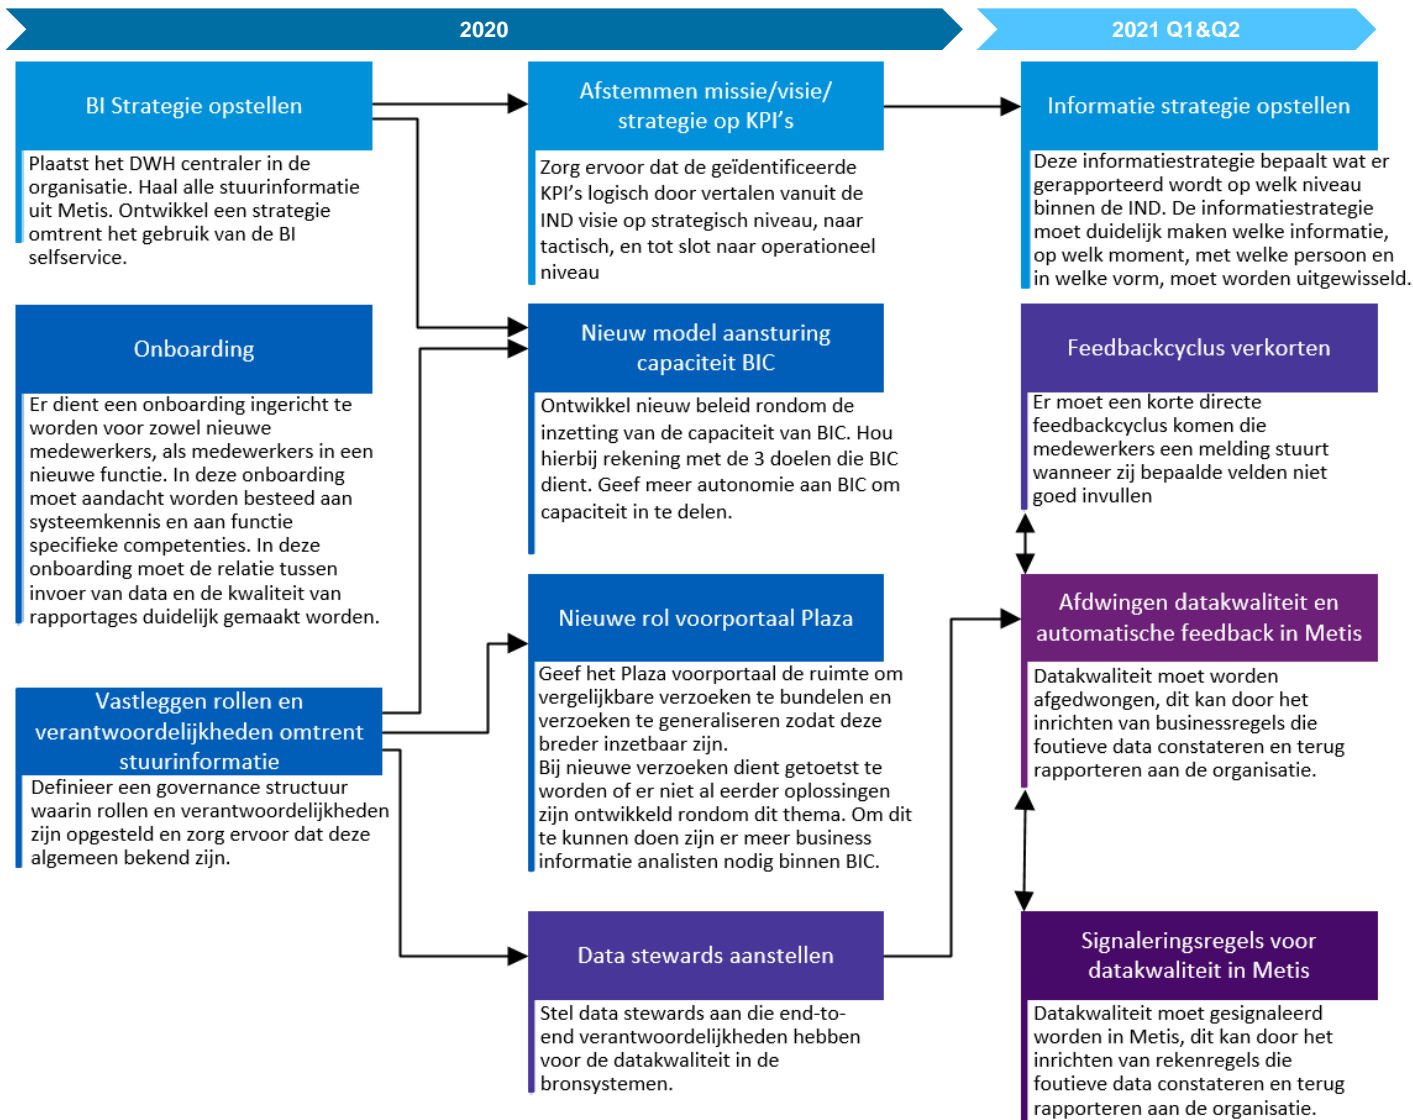 2020
2021 Q1&Q2
BI Strategie opstellen
Plaatst het DWH centraler in de
organisatie. Haal alle stuurinformatie
uit Metis. Ontwikkel een strategie
omtrent het gebruik van de BI
selfservice.
Onboarding
Er dient een onboarding ingericht te
worden voor zowel nieuwe
medewerkers, als medewerkers in een
nieuwe functie. In deze onboarding
moet aandacht worden besteed aan
systeemkennis en aan functie
specifieke competenties. In deze
onboarding moet de relatie tussen
invoer van data en de kwaliteit van
rapportages duidelijk gemaakt worden.
Vastleggen rollen en
verantwoordelijkheden omtrent
stuurinformatie
Definieer een governance structuur
waarin rollen en verantwoordelijkheden
zijn opgesteld en zorg ervoor dat deze
algemeen bekend zijn.
Afstemmen missie/visie/
strategie op KPI's
Zorg ervoor dat de geïdentificeerde
KPI's logisch door vertalen vanuit de
IND visie op strategisch niveau, naar
tactisch, en tot slot naar operationeel
niveau
Nieuw model aansturing
capaciteit BIC
Ontwikkel nieuw beleid rondom de
inzetting van de capaciteit van BIC. Hou
hierbij rekening met de 3 doelen die BIC
dient. Geef meer autonomie aan BIC om
capaciteit in te delen.
Nieuwe rol voorportaal Plaza
Geef het Plaza voorportaal de ruimte om
vergelijkbare verzoeken te bundelen en
verzoeken te generaliseren zodat deze
breder inzetbaar zijn.
Bij nieuwe verzoeken dient getoetst te
worden of er niet al eerder oplossingen
zijn ontwikkeld rondom dit thema. Om dit
te kunnen doen zijn er meer business
informatie analisten nodig binnen BIC.
Data stewards aanstellen
Stel data stewards aan die end-to-
end verantwoordelijkheden hebben
voor de datakwaliteit in de
bronsystemen.
Informatie strategie opstellen
Deze informatiestrategie bepaalt wat er
gerapporteerd wordt op welk niveau
binnen de IND. De informatiestrategie
moet duidelijk maken welke informatie,
op welk moment, met welke persoon en
in welke vorm, moet worden uitgewisseld.
Feedbackcyclus verkorten
Er moet een korte directe
feedbackcyclus komen die
medewerkers een melding stuurt
wanneer zij bepaalde velden niet
goed invullen
Afdwingen datakwaliteit en
automatische feedback in Metis
Datakwaliteit moet worden
afgedwongen, dit kan door het
inrichten van businessregels die
foutieve data constateren en terug
rapporteren aan de organisatie.
Signaleringsregels voor
datakwaliteit in Metis
Datakwaliteit moet gesignaleerd
worden in Metis, dit kan door het
inrichten van rekenregels die
foutieve data constateren en terug
rapporteren aan de organisatie.